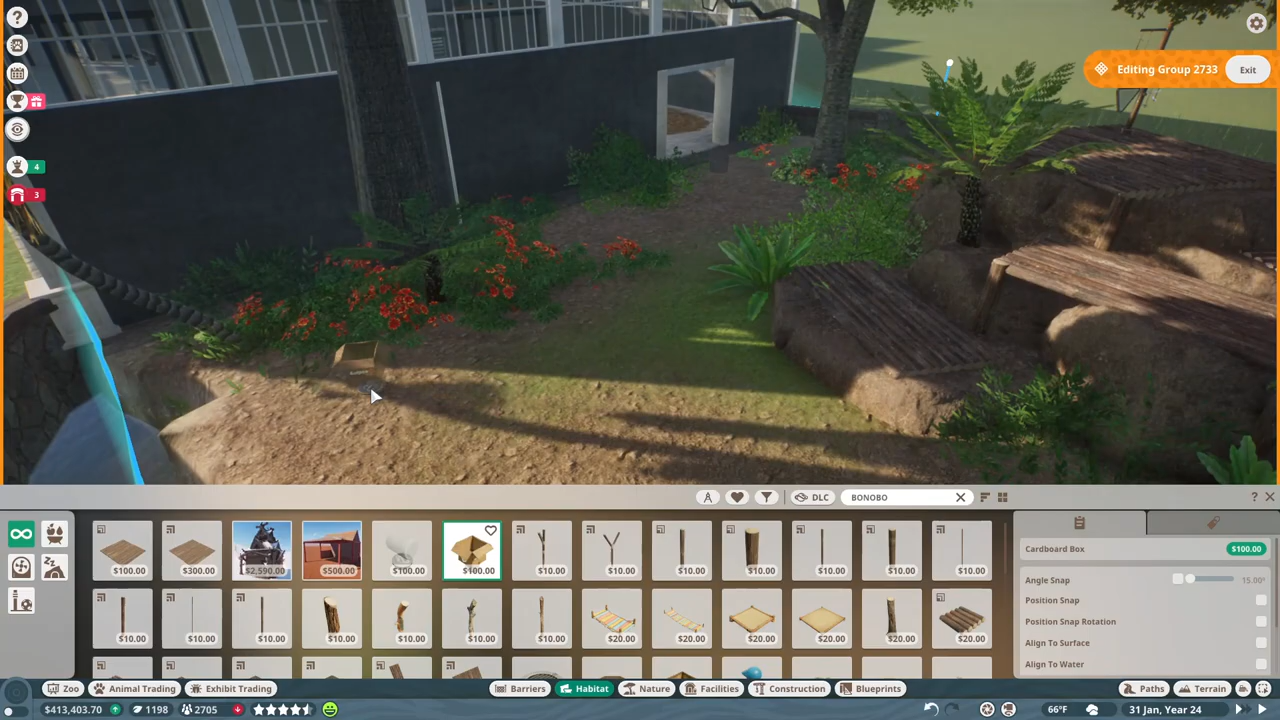 ?
Editing Group 2733
Exit
4
3
DLC
BONOBO
?
$100.00
$300.00
$2,590.00
$500.00
$100.00
$100.00
$10.00
$10.00
$10.00
$10.00
$10.00
$10.00
$10.00
$10.00
$10.00
$10.00
$10.00
$10.00
$10.00
$10.00
$20.00
$20.00
$20.00
$20.00
$20.00
$20.00
Cardboard Box
$100.00
Angle Snap
15.00°
Position Snap
Position Snap Rotation
Align To Surface
Align To Water
Zoo
Animal Trading
Exhibit Trading
Barriers
Habitat
Nature
Facilities
Construction
Blueprints
Paths
Terrain
$413,403.70
1198
2705
66°F
31 Jan, Year 24